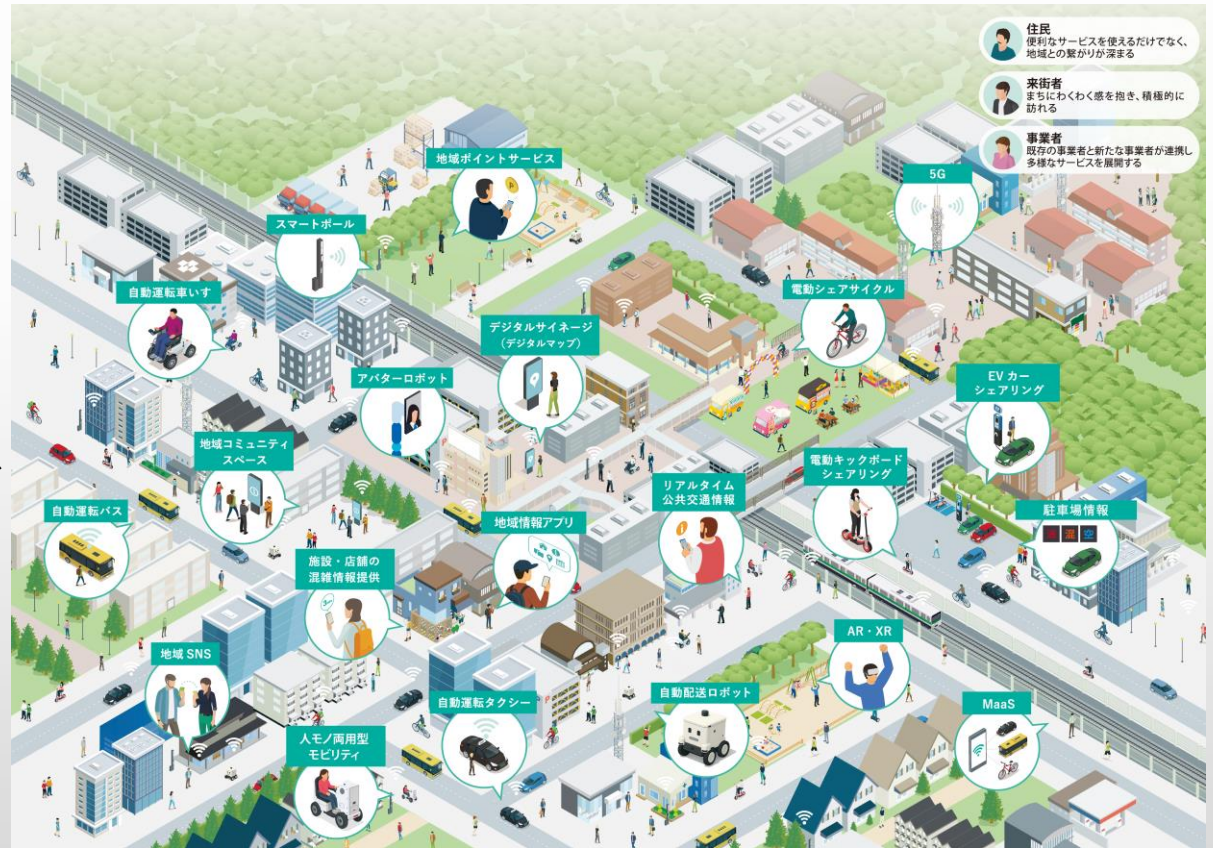 住民
便利なサービスを使えるだけでなく、
地域との繋がりが深まる
来街者
まちにわくわく感を抱き、積極的に
訪れる
事業者
既存の事業者と新たな事業者が連携し
多様なサービスを展開する
地域ポイントサービス
5G
スマートポール
自動運転車いす
電動シェアサイクル
デジタルサイネージ
(デジタルマップ)
アバターロボット
EV カー
シェアリング
地域コミュニティ
スペース
電動キックボード
シェアリング
リアルタイム
公共交通情報
自動運転バス
地域情報アプリ
駐車場情報
混 空
施設・店舗の
混雑情報提供
地域 SNS
AR・XR
自動運転タクシー
自動配送ロボット
MaaS
人モノ両用型
モビリティ